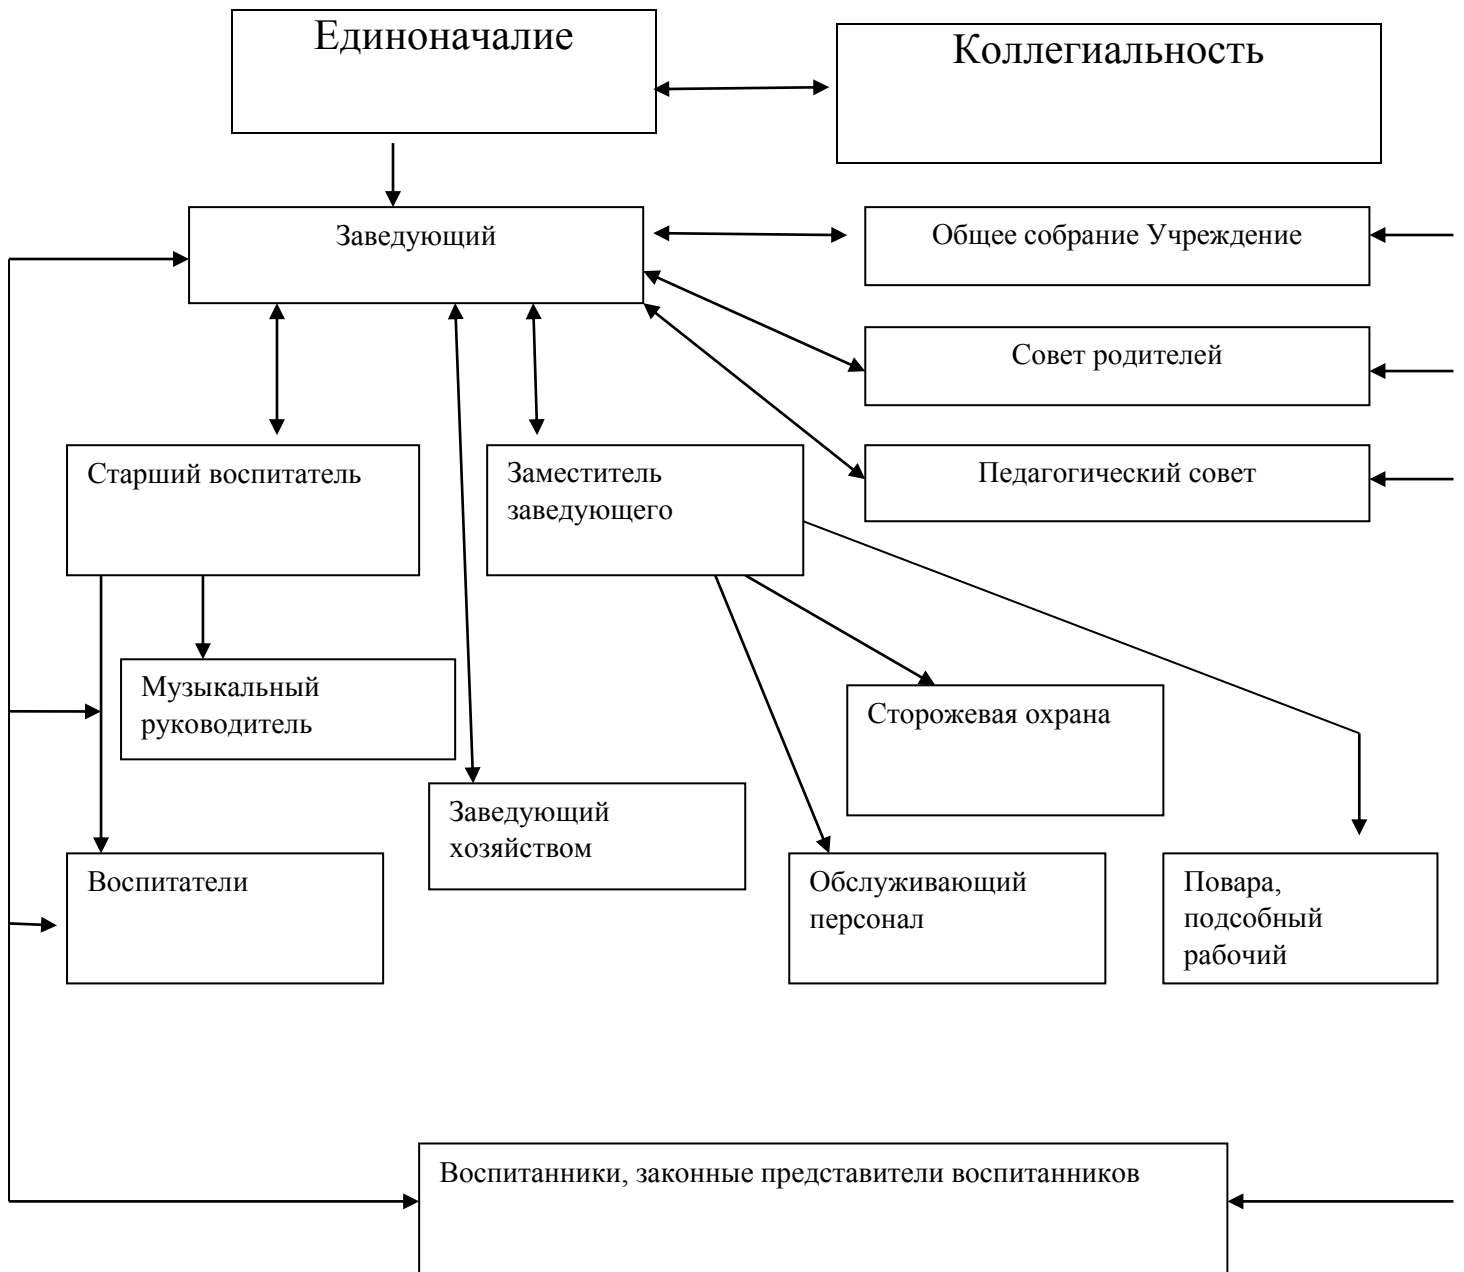 Единоначалие
Коллегиальность
Заведующий
Общее собрание Учреждение
Совет родителей
Старший воспитатель
Заместитель
заведующего
Педагогический совет
Музыкальный
руководитель
Сторожевая охрана
Заведующий
хозяйством
Воспитатели
Обслуживающий
персонал
Повара,
подсобный
рабочий
Воспитанники, законные представители воспитанников